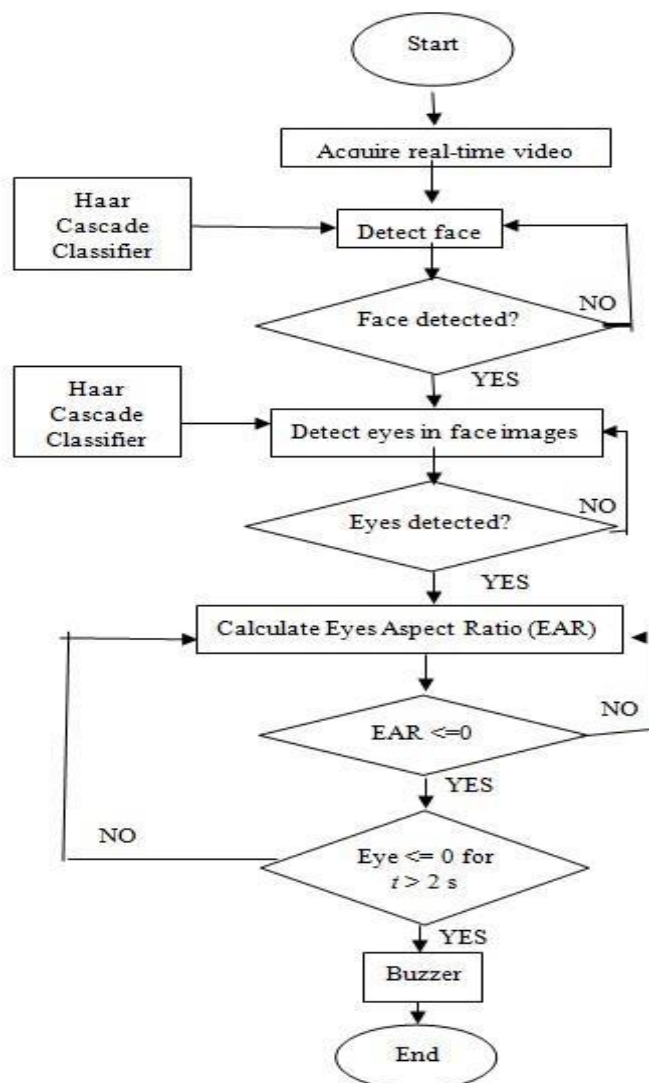 Start
Acquire real-time video
Haar
Cascade
Classifier
Detect face
NO
Face detected?
YES
Haar
Cascade
Classifier
Detect eyes in face images
NO
Eyes detected?
YES
Calculate Eyes Aspect Ratio (EAR)
NO
EAR <=0
YES
NO
Eye <= 0 for
t > 2 s
YES
Buzzer
End